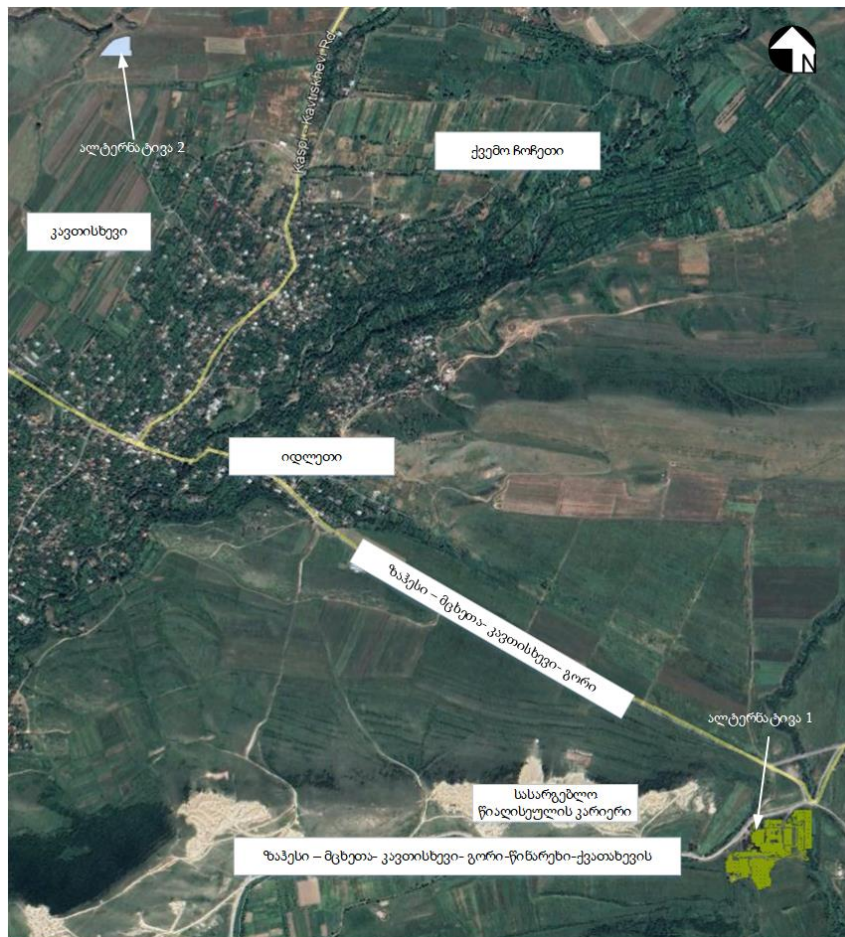 N
Kaspi - Kavtiskhevi Rd
ალტერნატივა 2
ქვემო ჩოჩეთი
კავთისხევი
იდლეთი
ზაჰესი – მცხეთა- კავთისხევი- გორი
ალტერნატივა 1
სასარგებლო
წიაღისეულის კარიერი
ზაჰესი – მცხეთა- კავთისხევი- გორი-წინარეხი-ქვათახევის